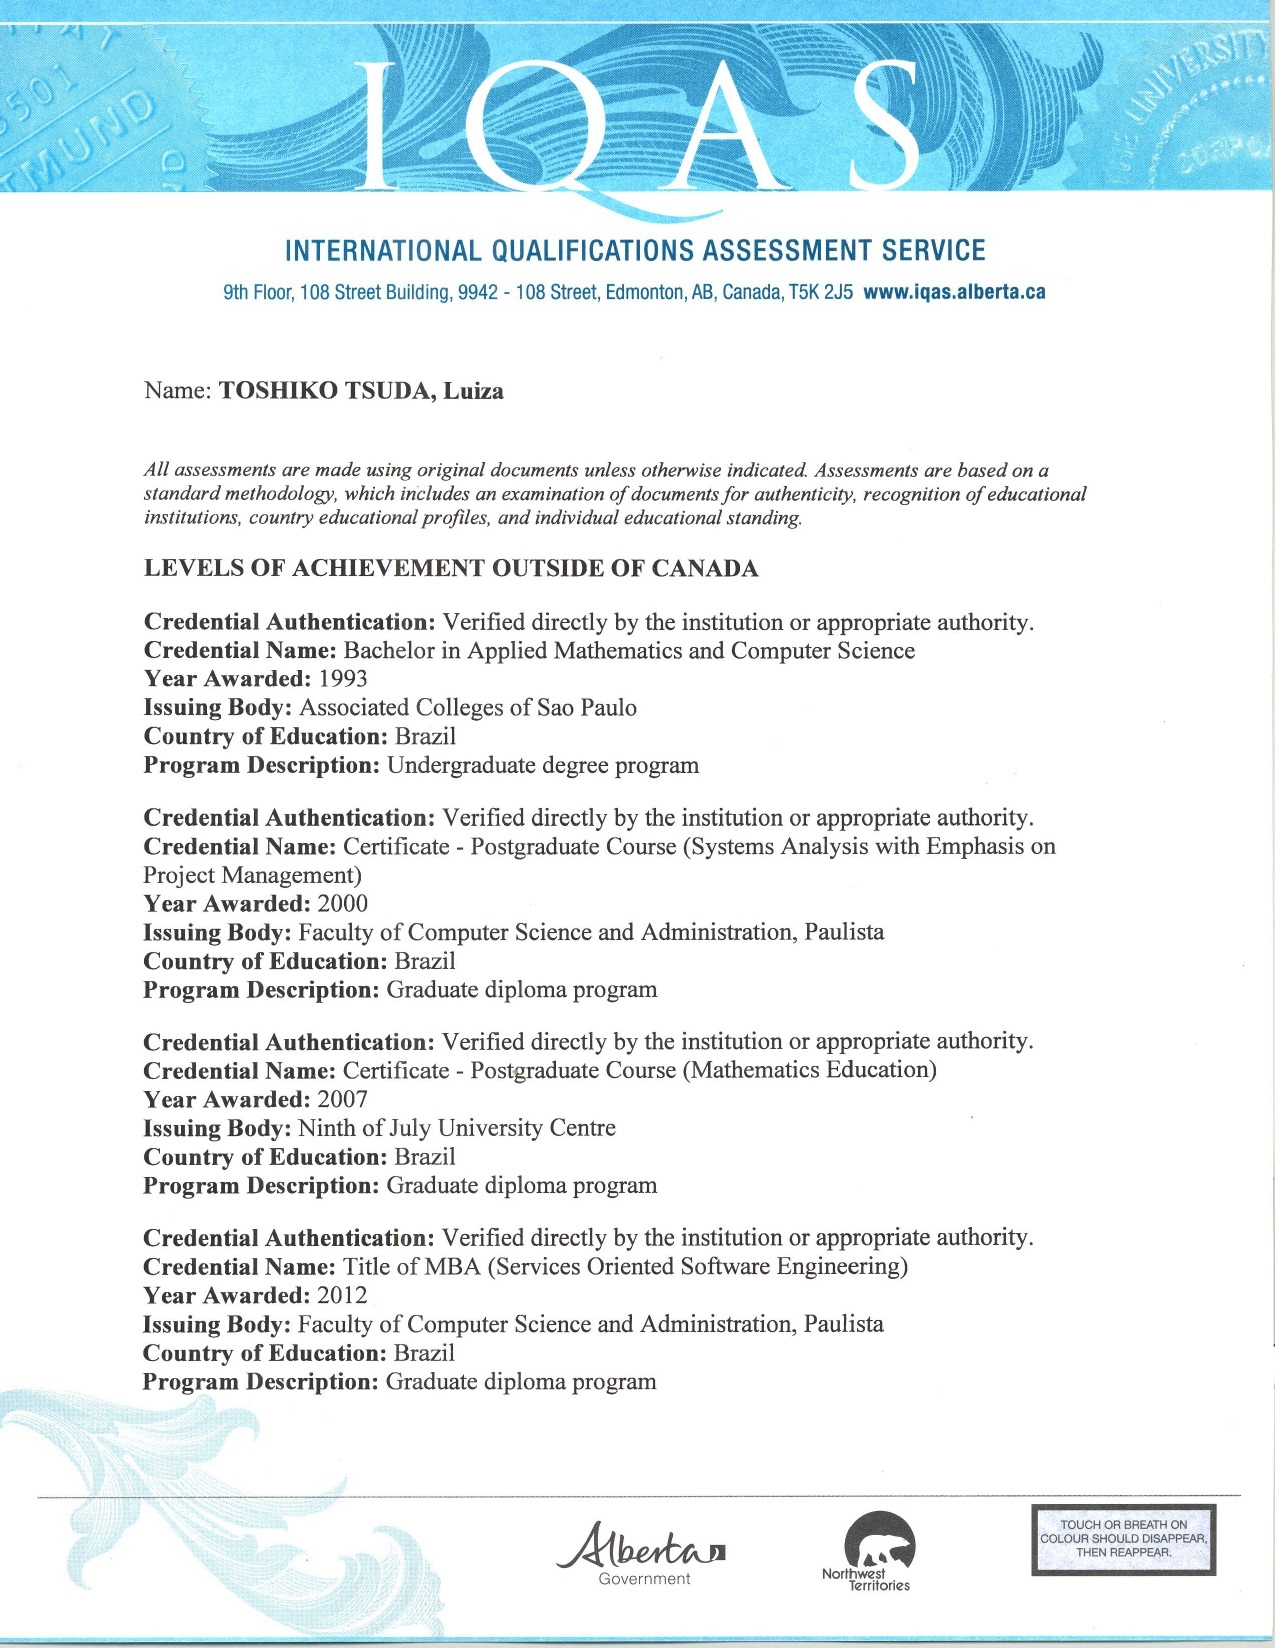 IQAS
INTERNATIONAL QUALIFICATIONS ASSESSMENT SERVICE
9th Floor, 108 Street Building, 9942 - 108 Street, Edmonton, AB, Canada, T5K 2J5 www.iqas.alberta.ca
Name: TOSHIKO TSUDA, Luiza
All assessments are made using original documents unless otherwise indicated. Assessments are based on a
standard methodology, which includes an examination of documents for authenticity, recognition of educational
institutions, country educational profiles, and individual educational standing.
LEVELS OF ACHIEVEMENT OUTSIDE OF CANADA
Credential Authentication: Verified directly by the institution or appropriate authority.
Credential Name: Bachelor in Applied Mathematics and Computer Science
Year Awarded: 1993
Issuing Body: Associated Colleges of Sao Paulo
Country of Education: Brazil
Program Description: Undergraduate degree program
Credential Authentication: Verified directly by the institution or appropriate authority.
Credential Name: Certificate - Postgraduate Course (Systems Analysis with Emphasis on
Project Management)
Year Awarded: 2000
Issuing Body: Faculty of Computer Science and Administration, Paulista
Country of Education: Brazil
Program Description: Graduate diploma program
Credential Authentication: Verified directly by the institution or appropriate authority.
Credential Name: Certificate - Postgraduate Course (Mathematics Education)
Year Awarded: 2007
Issuing Body: Ninth of July University Centre
Country of Education: Brazil
Program Description: Graduate diploma program
Credential Authentication: Verified directly by the institution or appropriate authority.
Credential Name: Title of MBA (Services Oriented Software Engineering)
Year Awarded: 2012
Issuing Body: Faculty of Computer Science and Administration, Paulista
Country of Education: Brazil
Program Description: Graduate diploma program
Alberta
Government
Northwest
Territories
TOUCH OR BREATH ON
COLOUR SHOULD DISAPPEAR,
THEN REAPPEAR.